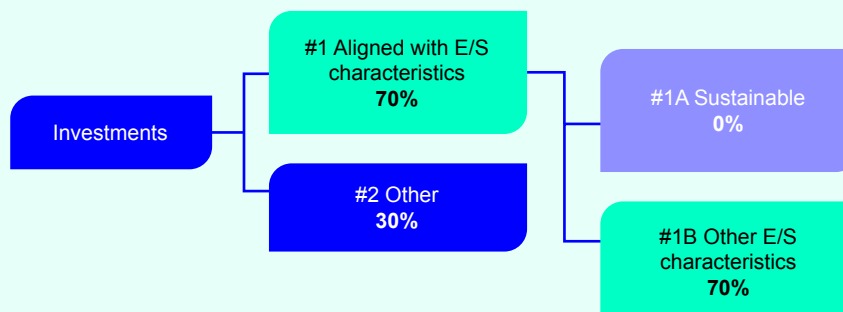 Investments
#1 Aligned with E/S
characteristics
70%
#2 Other
30%
#1A Sustainable
0%
#1B Other E/S
characteristics
70%